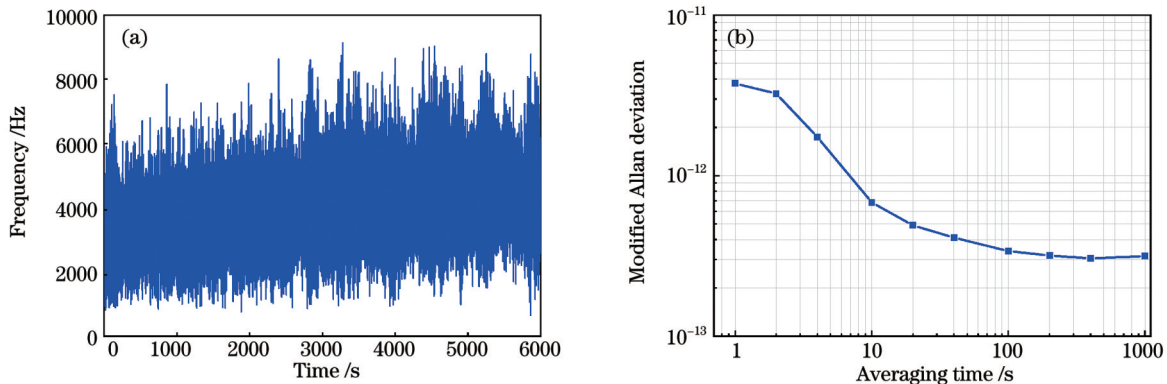 (a)
10000
8000
6000
4000
2000
0
Frequency /Hz
0 1000 2000 3000 4000 5000 6000
Time /s
(b)
10⁻¹¹
10⁻¹²
10⁻¹³
Modified Allan deviation
1 10 100 1000
Averaging time /s